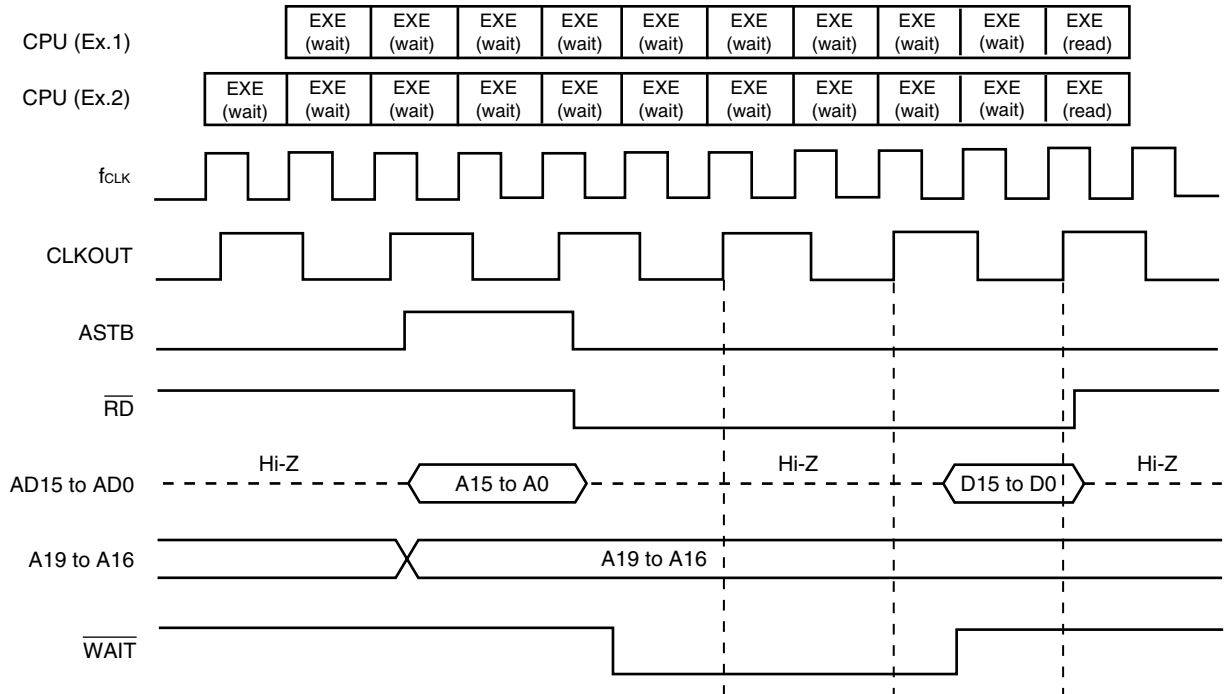 CPU (Ex.1)
EXE (wait) EXE (wait) EXE (wait) EXE (wait) EXE (wait) EXE (wait) EXE (wait) EXE (wait) EXE (wait) EXE (read)
CPU (Ex.2)
EXE (wait) EXE (wait) EXE (wait) EXE (wait) EXE (wait) EXE (wait) EXE (wait) EXE (wait) EXE (wait) EXE (wait) EXE (read)
fCLK
CLKOUT
ASTB
RD
AD15 to AD0 Hi-Z A15 to A0 Hi-Z D15 to D0 Hi-Z
A19 to A16 A19 to A16
WAIT